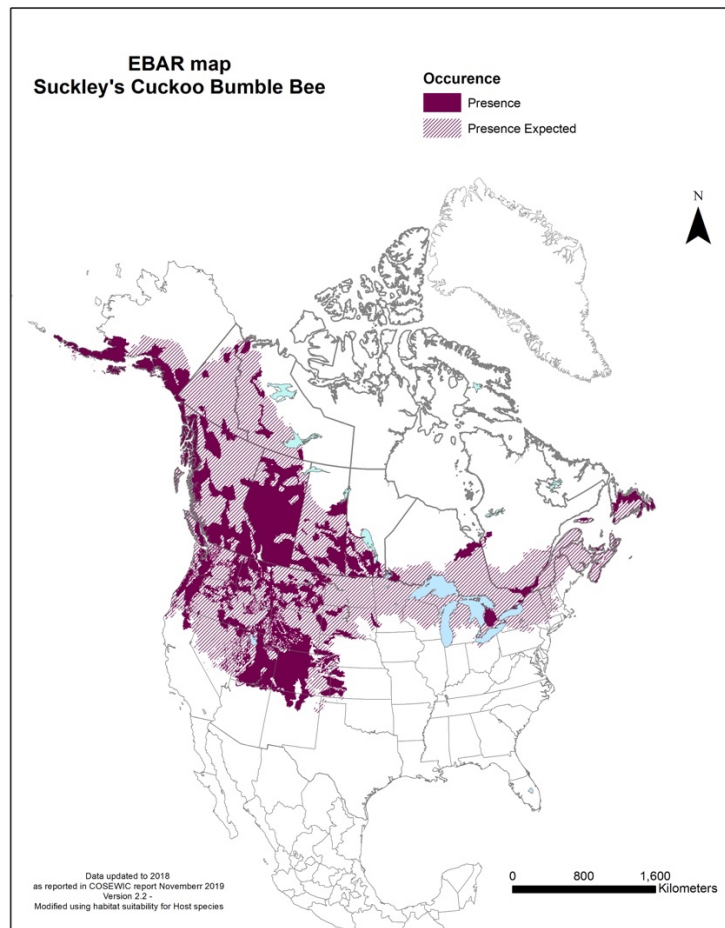 EBAR map
Suckley's Cuckoo Bumble Bee
Occurence
Presence
Presence Expected
N
Data updated to 2018
as reported in COSEWIC report Novemberr 2019
Version 2.2 -
Modified using habitat suitability for Host species
0 800 1,600
Kilometers